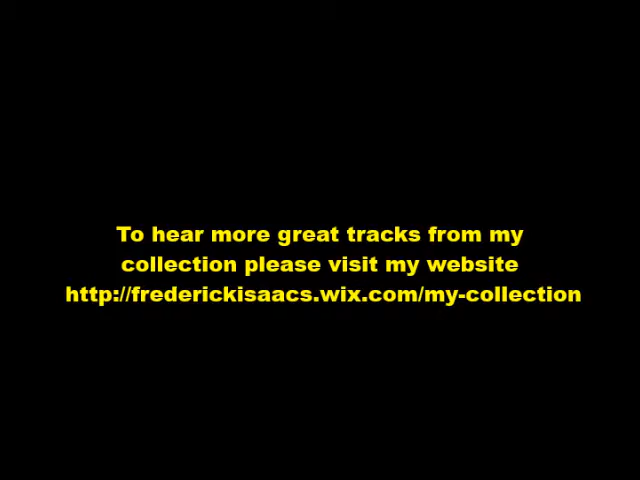 To hear more great tracks from my
collection please visit my website
http://frederickisaacs.wix.com/my-collection